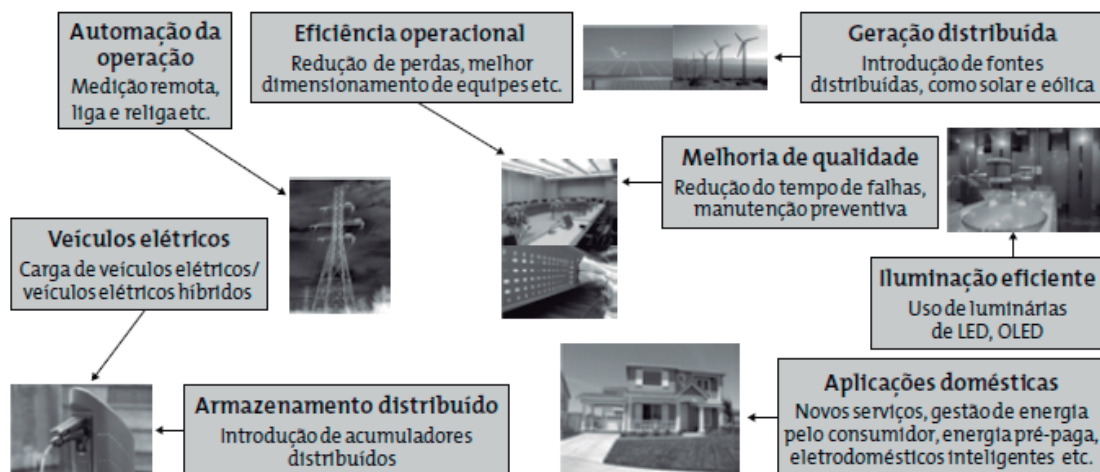 Automação da
operação
Medição remota,
liga e religa etc.
Eficiência operacional
Redução de perdas, melhor
dimensionamento de equipes etc.
Geração distribuída
Introdução de fontes
distribuídas, como solar e eólica
Melhoria de qualidade
Redução do tempo de falhas,
manutenção preventiva
Veículos elétricos
Carga de veículos elétricos/
veículos elétricos híbridos
Iluminação eficiente
Uso de luminárias
de LED, OLED
Armazenamento distribuído
Introdução de acumuladores
distribuídos
Aplicações domésticas
Novos serviços, gestão de energia
pelo consumidor, energia pré-paga,
eletrodomésticos inteligentes etc.